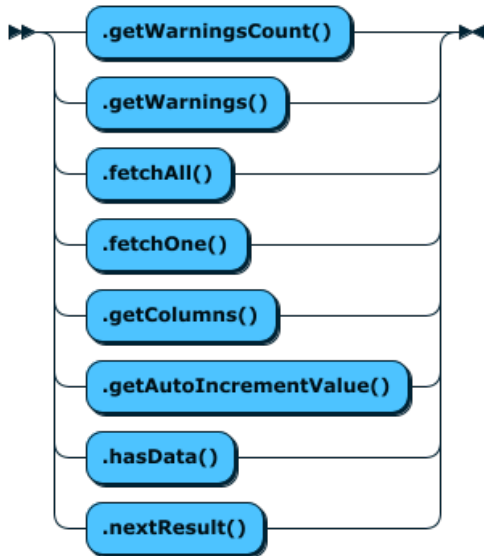 .getWarningsCount()
.getWarnings()
.fetchAll()
.fetchOne()
.getColumns()
.getAutoIncrementValue()
.hasData()
.nextResult()